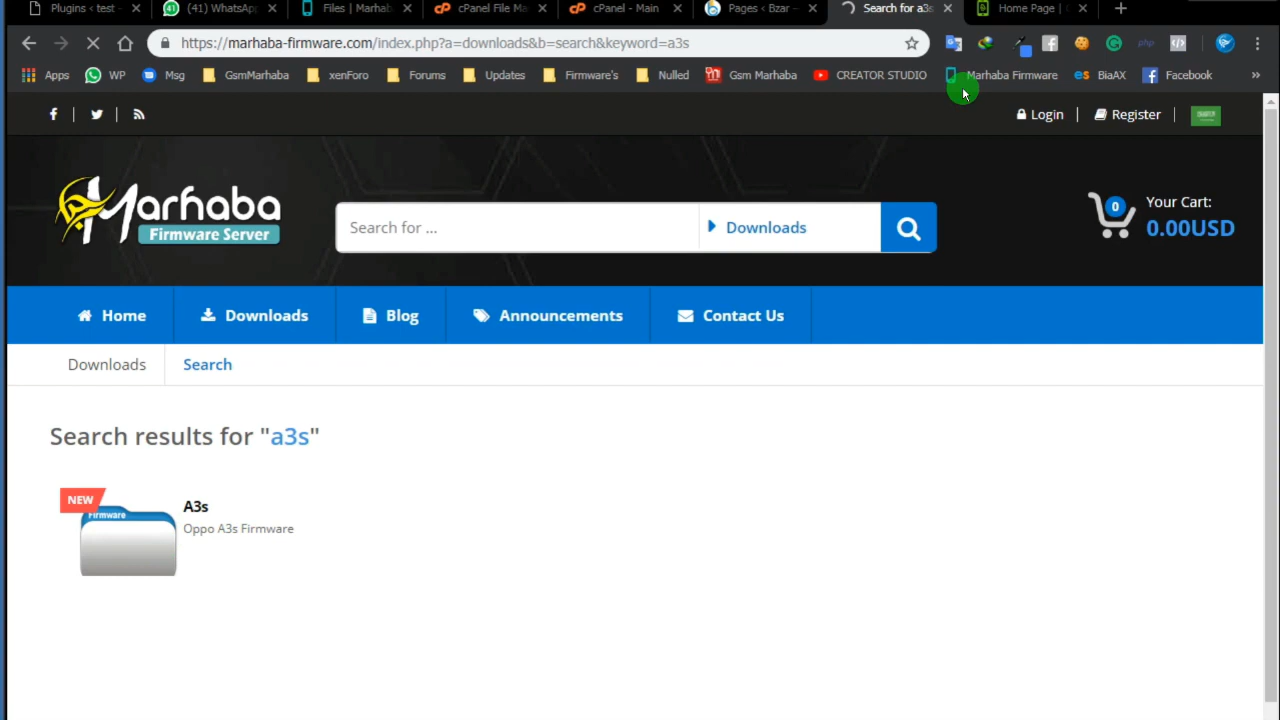 Plugins < test - (41) WhatsApp Files | Marhab cPanel File Ma cPanel - Main Pages < Bzar – Search for a3s Home Page | G
https://marhaba-firmware.com/index.php?a=downloads&b=search&keyword=a3s
Apps WP Msg GsmMarhaba xenForo Forums Updates Firmware's Nulled Gsm Marhaba CREATOR STUDIO Marhaba Firmware BiaAX Facebook »
Login Register
Marhaba
Firmware Server
Search for ... Downloads
0 Your Cart:
0.00USD
Home Downloads Blog Announcements Contact Us
Downloads Search
Search results for "a3s"
NEW
Firmware
A3s
Oppo A3s Firmware